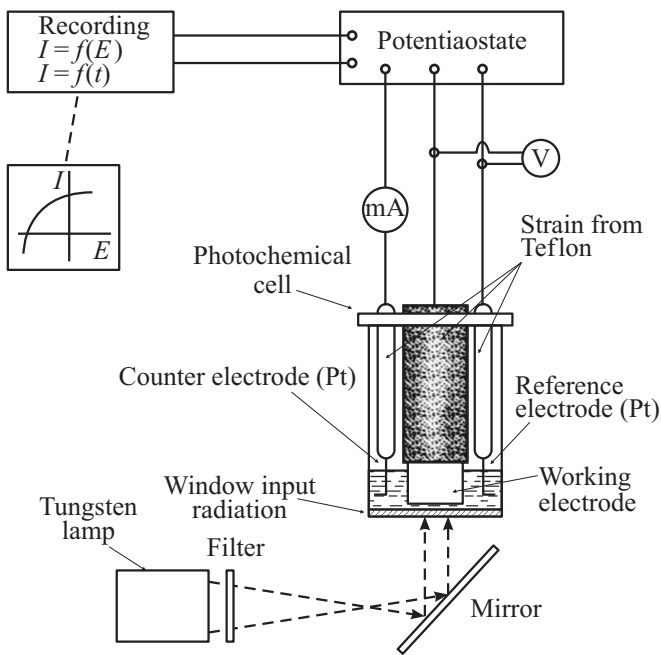 Recording
I = f(E)
I = f(t)
Potentiaostate
I
E
V
mA
Strain from
Teflon
Photochemical
cell
Counter electrode (Pt)
Reference
electrode (Pt)
Window input
radiation
Working
electrode
Tungsten
lamp
Filter
Mirror